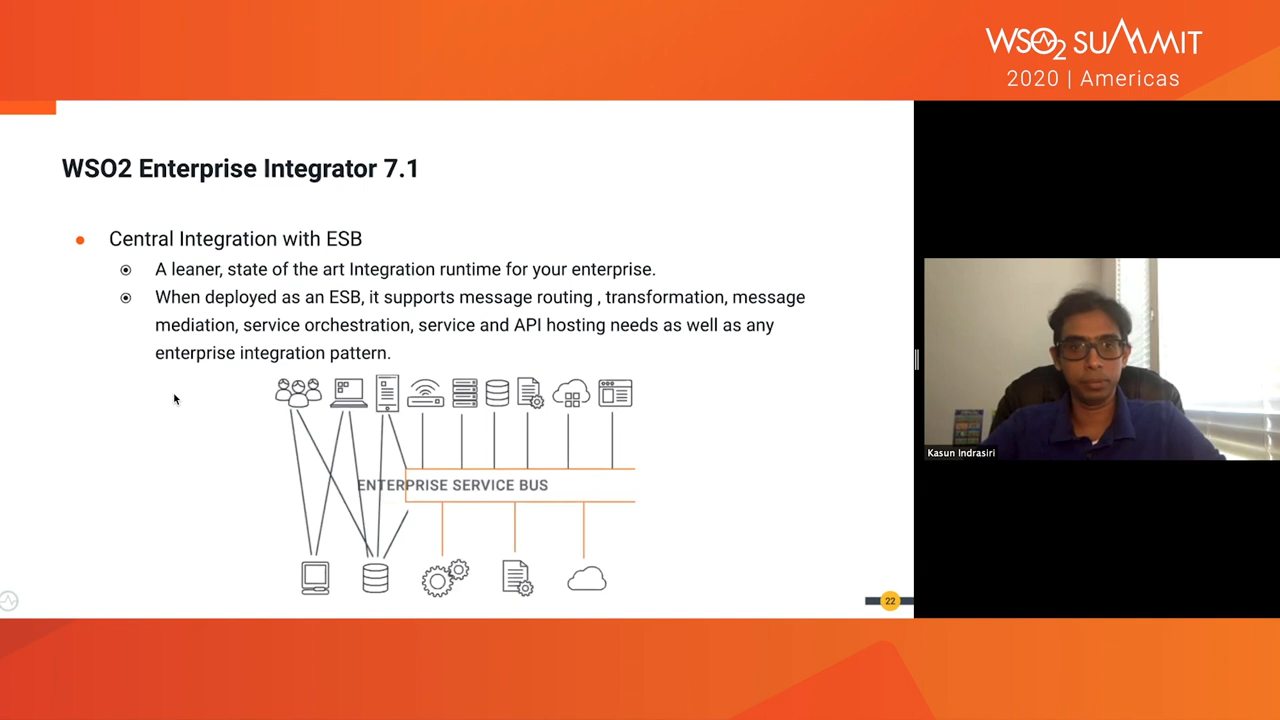 WSO2 SUMMIT
2020 | Americas
WSO2 Enterprise Integrator 7.1
Central Integration with ESB
A leaner, state of the art Integration runtime for your enterprise.
When deployed as an ESB, it supports message routing , transformation, message
mediation, service orchestration, service and API hosting needs as well as any
enterprise integration pattern.
ENTERPRISE SERVICE BUS
Kasun Indrasiri
22